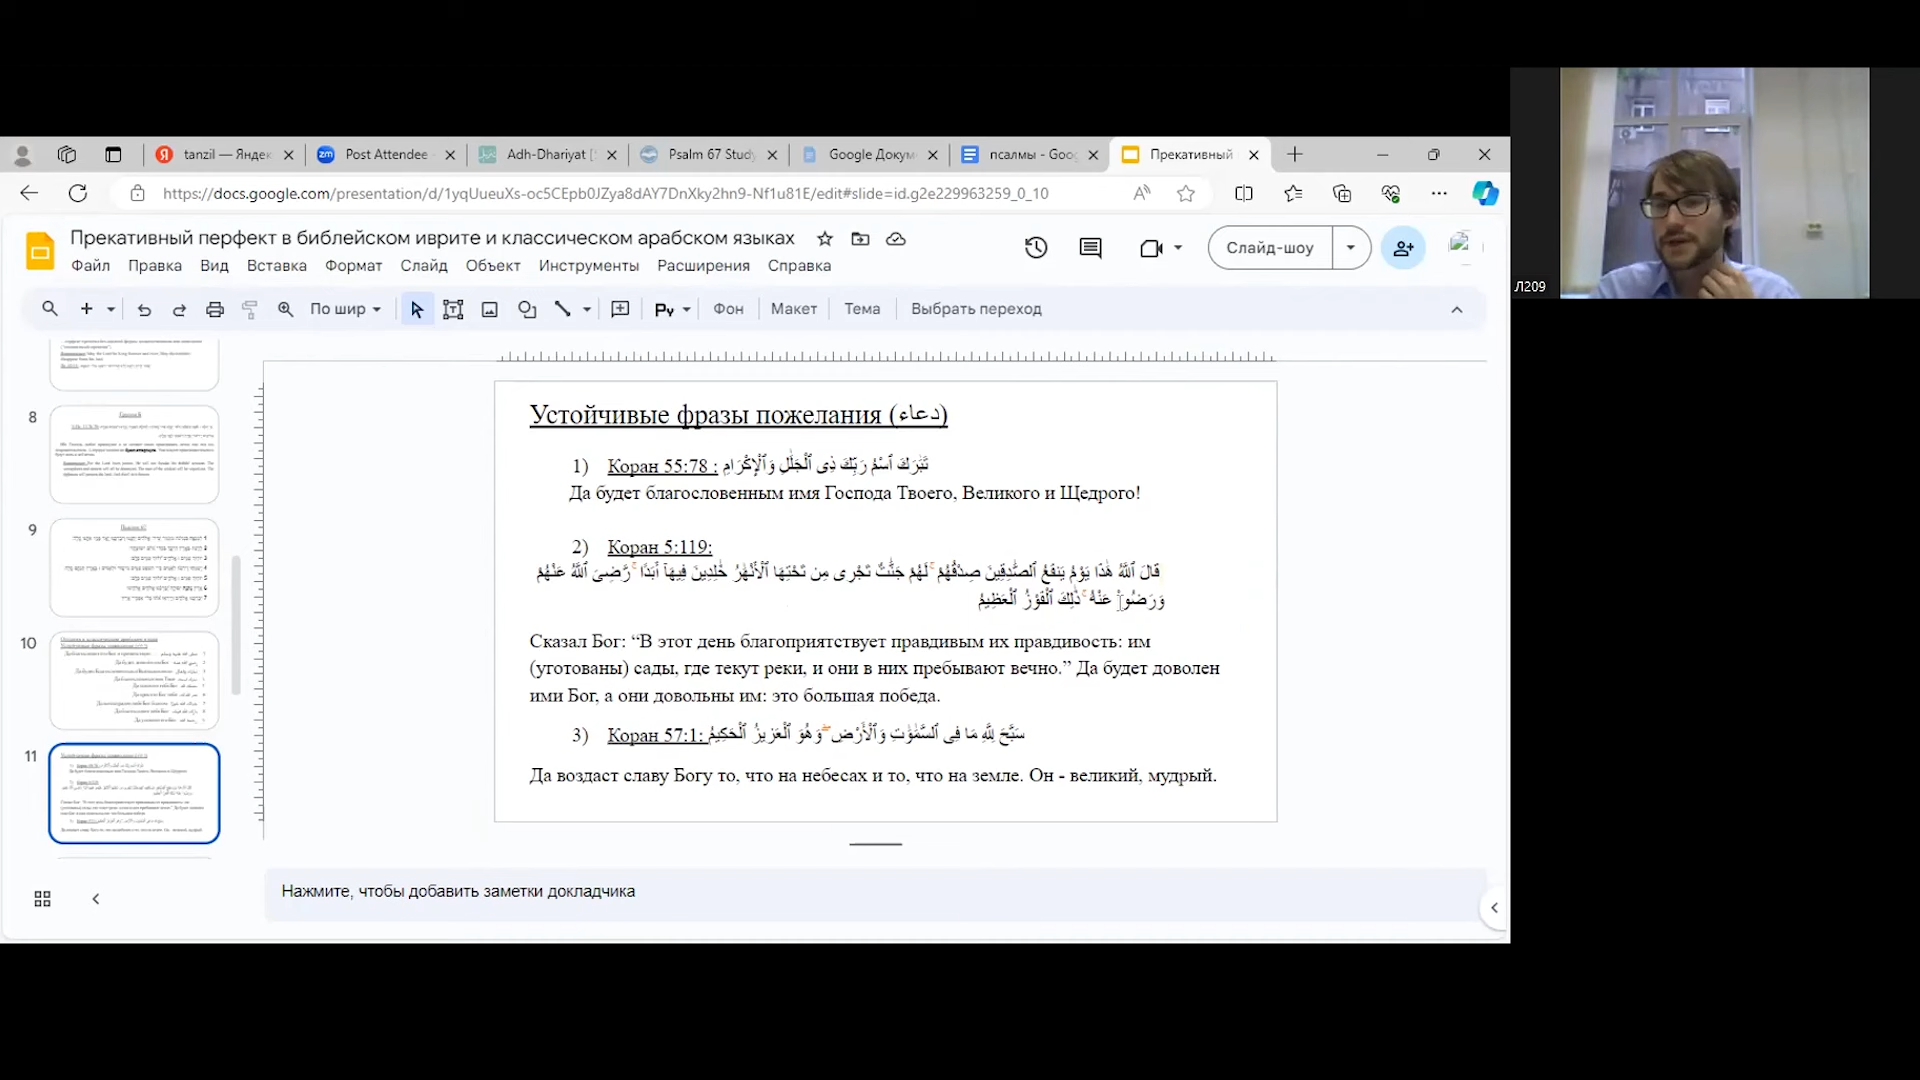 tanzil — Яндек
Post Attendee
Adh-Dhariyat [
Psalm 67 Stud
Google Докум
псалмы - Goo
Прекативный
https://docs.google.com/presentation/d/1yqUueuXs-oc5CEpb0JZya8dAY7DnXky2hn9-Nf1u81E/edit#slide=id.g2e229963259_0_10
Прекативный перфект в библейском иврите и классическом арабском языках
Файл Правка Вид Вставка Формат Слайд Объект Инструменты Расширения Справка
Слайд-шоу
Л209
По шир
Фон Макет Тема Выбрать переход
8
9
10
11
Устойчивые фразы пожелания (دعاء)
1) Коран 55:78 : تَبَٰرَكَ ٱسْمُ رَبِّكَ ذِى ٱلْجَلَٰلِ وَٱلْإِكْرَامِ
Да будет благословенным имя Господа Твоего, Великого и Щедрого!
2) Коран 5:119:
قَالَ ٱللَّهُ هَٰذَا يَوْمُ يَنفَعُ ٱلصَّٰدِقِينَ صِدْقُهُمْ ۚ لَهُمْ جَنَّٰتٌ تَجْرِى مِن تَحْتِهَا ٱلْأَنْهَٰرُ خَٰلِدِينَ فِيهَآ أَبَدًا ۚ رَّضِىَ ٱللَّهُ عَنْهُمْ
وَرَضُوا۟ عَنْهُ ۚ ذَٰلِكَ ٱلْفَوْزُ ٱلْعَظِيمُ
Сказал Бог: “В этот день благоприятствует правдивым их правдивость: им
(уготованы) сады, где текут реки, и они в них пребывают вечно.” Да будет доволен
ими Бог, а они довольны им: это большая победа.
3) Коран 57:1: سَبَّحَ لِلَّهِ مَا فِى ٱلسَّمَٰوَٰتِ وَٱلْأَرْضِ ۖ وَهُوَ ٱلْعَزِيزُ ٱلْحَكِيمُ
Да воздаст славу Богу то, что на небесах и то, что на земле. Он - великий, мудрый.
Нажмите, чтобы добавить заметки докладчика